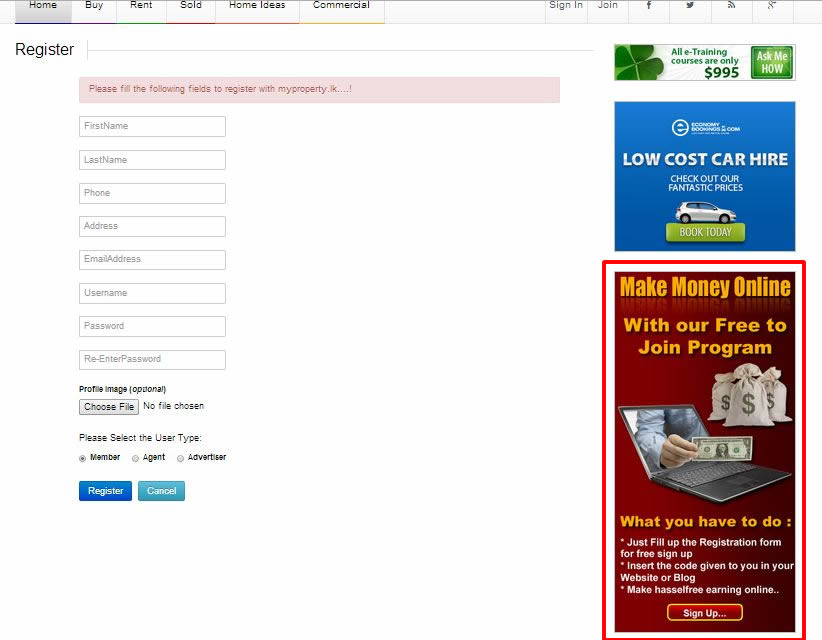 Home Buy Rent Sold Home Ideas Commercial Sign In Join
Register
Please fill the following fields to register with myproperty.lk....!
FirstName
LastName
Phone
Address
EmailAddress
Username
Password
Re-EnterPassword
Profile Image (optional)
Choose File No file chosen
Please Select the User Type:
Member Agent Advertiser
Register Cancel
All e-Training
courses are only
$995
Ask Me
HOW
ECONOMY
BOOKINGS.COM
LOW COST CAR HIRE
CHECK OUT OUR
FANTASTIC PRICES
BOOK TODAY
Make Money Online
With our Free to
Join Program
What you have to do :
* Just Fill up the Registration form
for free sign up
* Insert the code given to you in your
Website or Blog
* Make hasselfree earning online..
Sign Up...